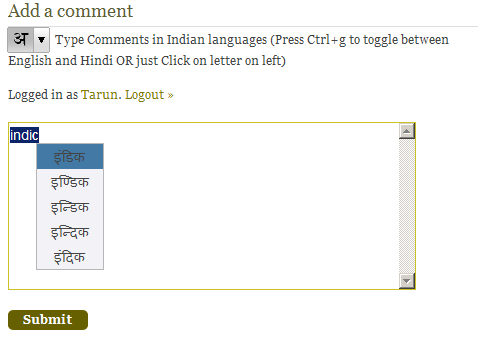 Add a comment
अ Type Comments in Indian languages (Press Ctrl+g to toggle between
English and Hindi OR just Click on letter on left)
Logged in as Tarun. Logout »
indic
इंडिक
इण्डिक
इन्डिक
इन्दिक
इंदिक
Submit